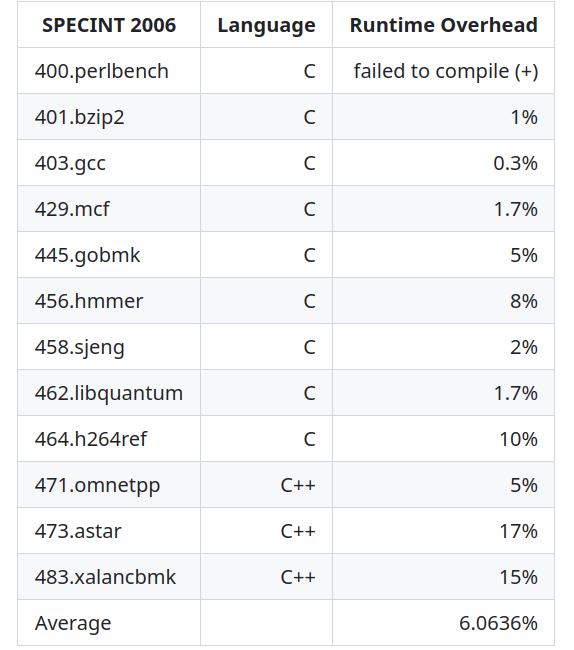 SPECINT 2006 Language Runtime Overhead
400.perlbench C failed to compile (+)
401.bzip2 C 1%
403.gcc C 0.3%
429.mcf C 1.7%
445.gobmk C 5%
456.hmmer C 8%
458.sjeng C 2%
462.libquantum C 1.7%
464.h264ref C 10%
471.omnetpp C++ 5%
473.astar C++ 17%
483.xalancbmk C++ 15%
Average 6.0636%